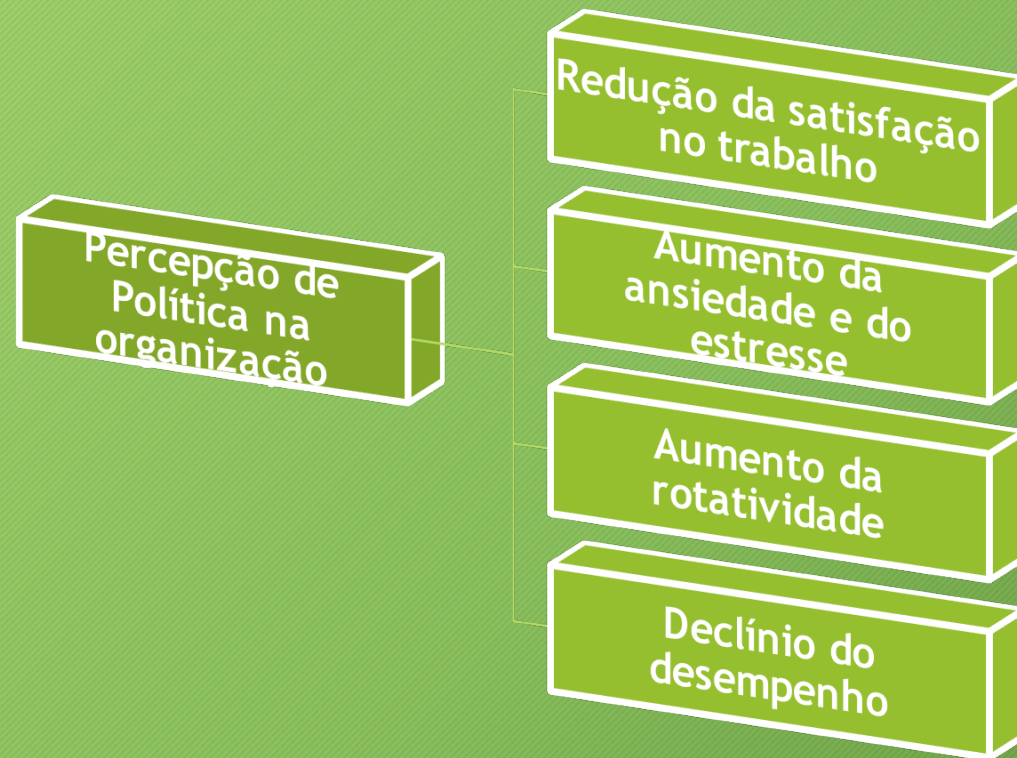 Percepção de
Política na
organização
Redução da satisfação
no trabalho
Aumento da
ansiedade e do
estresse
Aumento da
rotatividade
Declínio do
desempenho